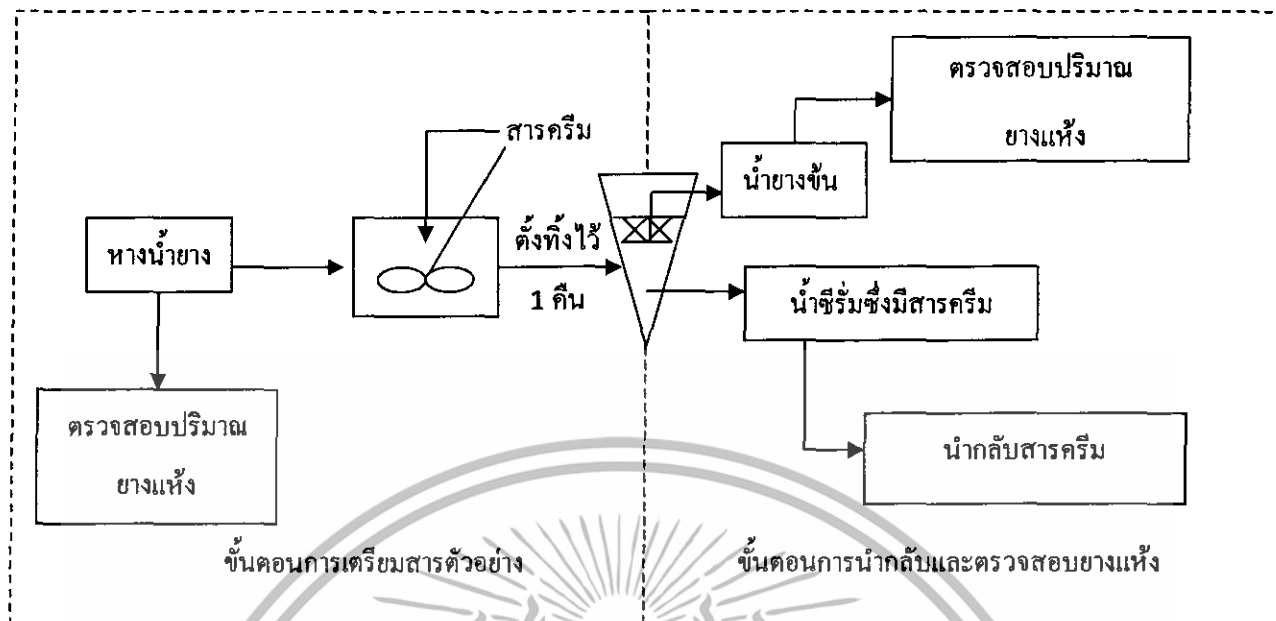 ตรวจสอบปริมาณ
ยางแห้ง
สารครีม
น้ำยางข้น
หางน้ำยาง
ตั้งทิ้งไว้
1 คืน
น้ำซีรั่มซึ่งมีสารครีม
ตรวจสอบปริมาณ
ยางแห้ง
นำกลับสารครีม
ขั้นตอนการเตรียมสารตัวอย่าง
ขั้นตอนการนำกลับและตรวจสอบยางแห้ง